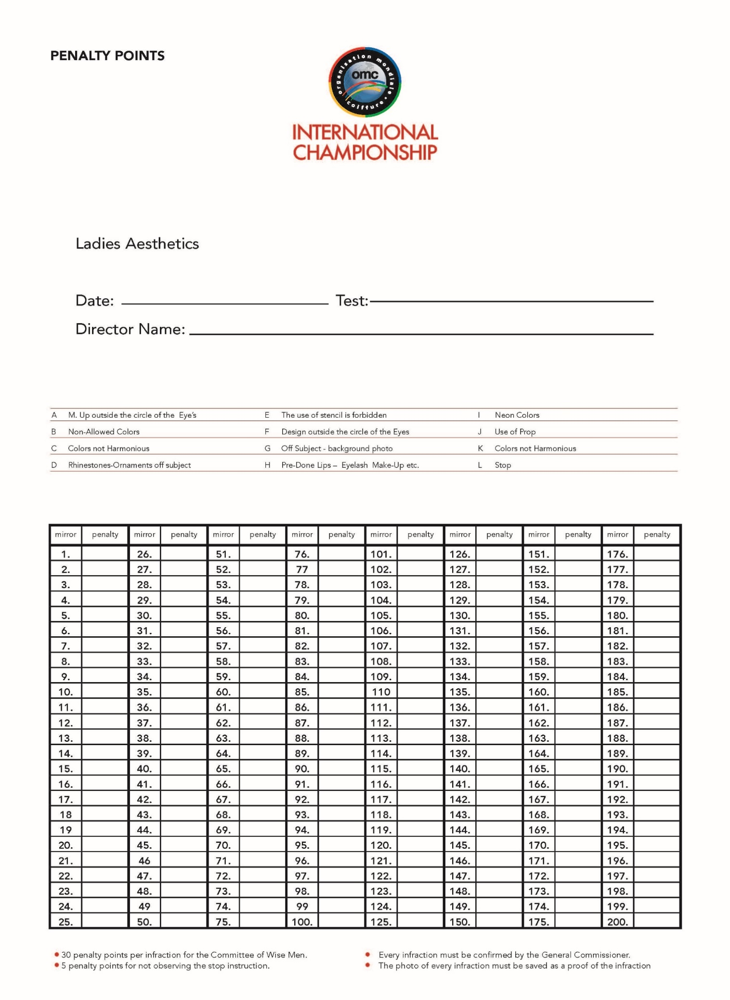 PENALTY POINTS
organisation mondiale coiffure
omc
INTERNATIONAL
CHAMPIONSHIP
Ladies Aesthetics
Date: Test:
Director Name:
A M. Up outside the circle of the Eye's E The use of stencil is forbidden I Neon Colors
B Non-Allowed Colors F Design outside the circle of the Eyes J Use of Prop
C Colors not Harmonious G Off Subject - background photo K Colors not Harmonious
D Rhinestones-Ornaments off subject H Pre-Done Lips – Eyelash Make-Up etc. L Stop
mirror penalty mirror penalty mirror penalty mirror penalty mirror penalty mirror penalty mirror penalty mirror penalty
1. 26. 51. 76. 101. 126. 151. 176.
2. 27. 52. 77 102. 127. 152. 177.
3. 28. 53. 78. 103. 128. 153. 178.
4. 29. 54. 79. 104. 129. 154. 179.
5. 30. 55. 80. 105. 130. 155. 180.
6. 31. 56. 81. 106. 131. 156. 181.
7. 32. 57. 82. 107. 132. 157. 182.
8. 33. 58. 83. 108. 133. 158. 183.
9. 34. 59. 84. 109. 134. 159. 184.
10. 35. 60. 85. 110 135. 160. 185.
11. 36. 61. 86. 111. 136. 161. 186.
12. 37. 62. 87. 112. 137. 162. 187.
13. 38. 63. 88. 113. 138. 163. 188.
14. 39. 64. 89. 114. 139. 164. 189.
15. 40. 65. 90. 115. 140. 165. 190.
16. 41. 66. 91. 116. 141. 166. 191.
17. 42. 67. 92. 117. 142. 167. 192.
18 43. 68. 93. 118. 143. 168. 193.
19 44. 69. 94. 119. 144. 169. 194.
20. 45. 70. 95. 120. 145. 170. 195.
21. 46 71. 96. 121. 146. 171. 196.
22. 47. 72. 97. 122. 147. 172. 197.
23. 48. 73. 98. 123. 148. 173. 198.
24. 49 74. 99 124. 149. 174. 199.
25. 50. 75. 100. 125. 150. 175. 200.
• 30 penalty points per infraction for the Committee of Wise Men. • Every infraction must be confirmed by the General Commissioner.
• 5 penalty points for not observing the stop instruction. • The photo of every infraction must be saved as a proof of the infraction